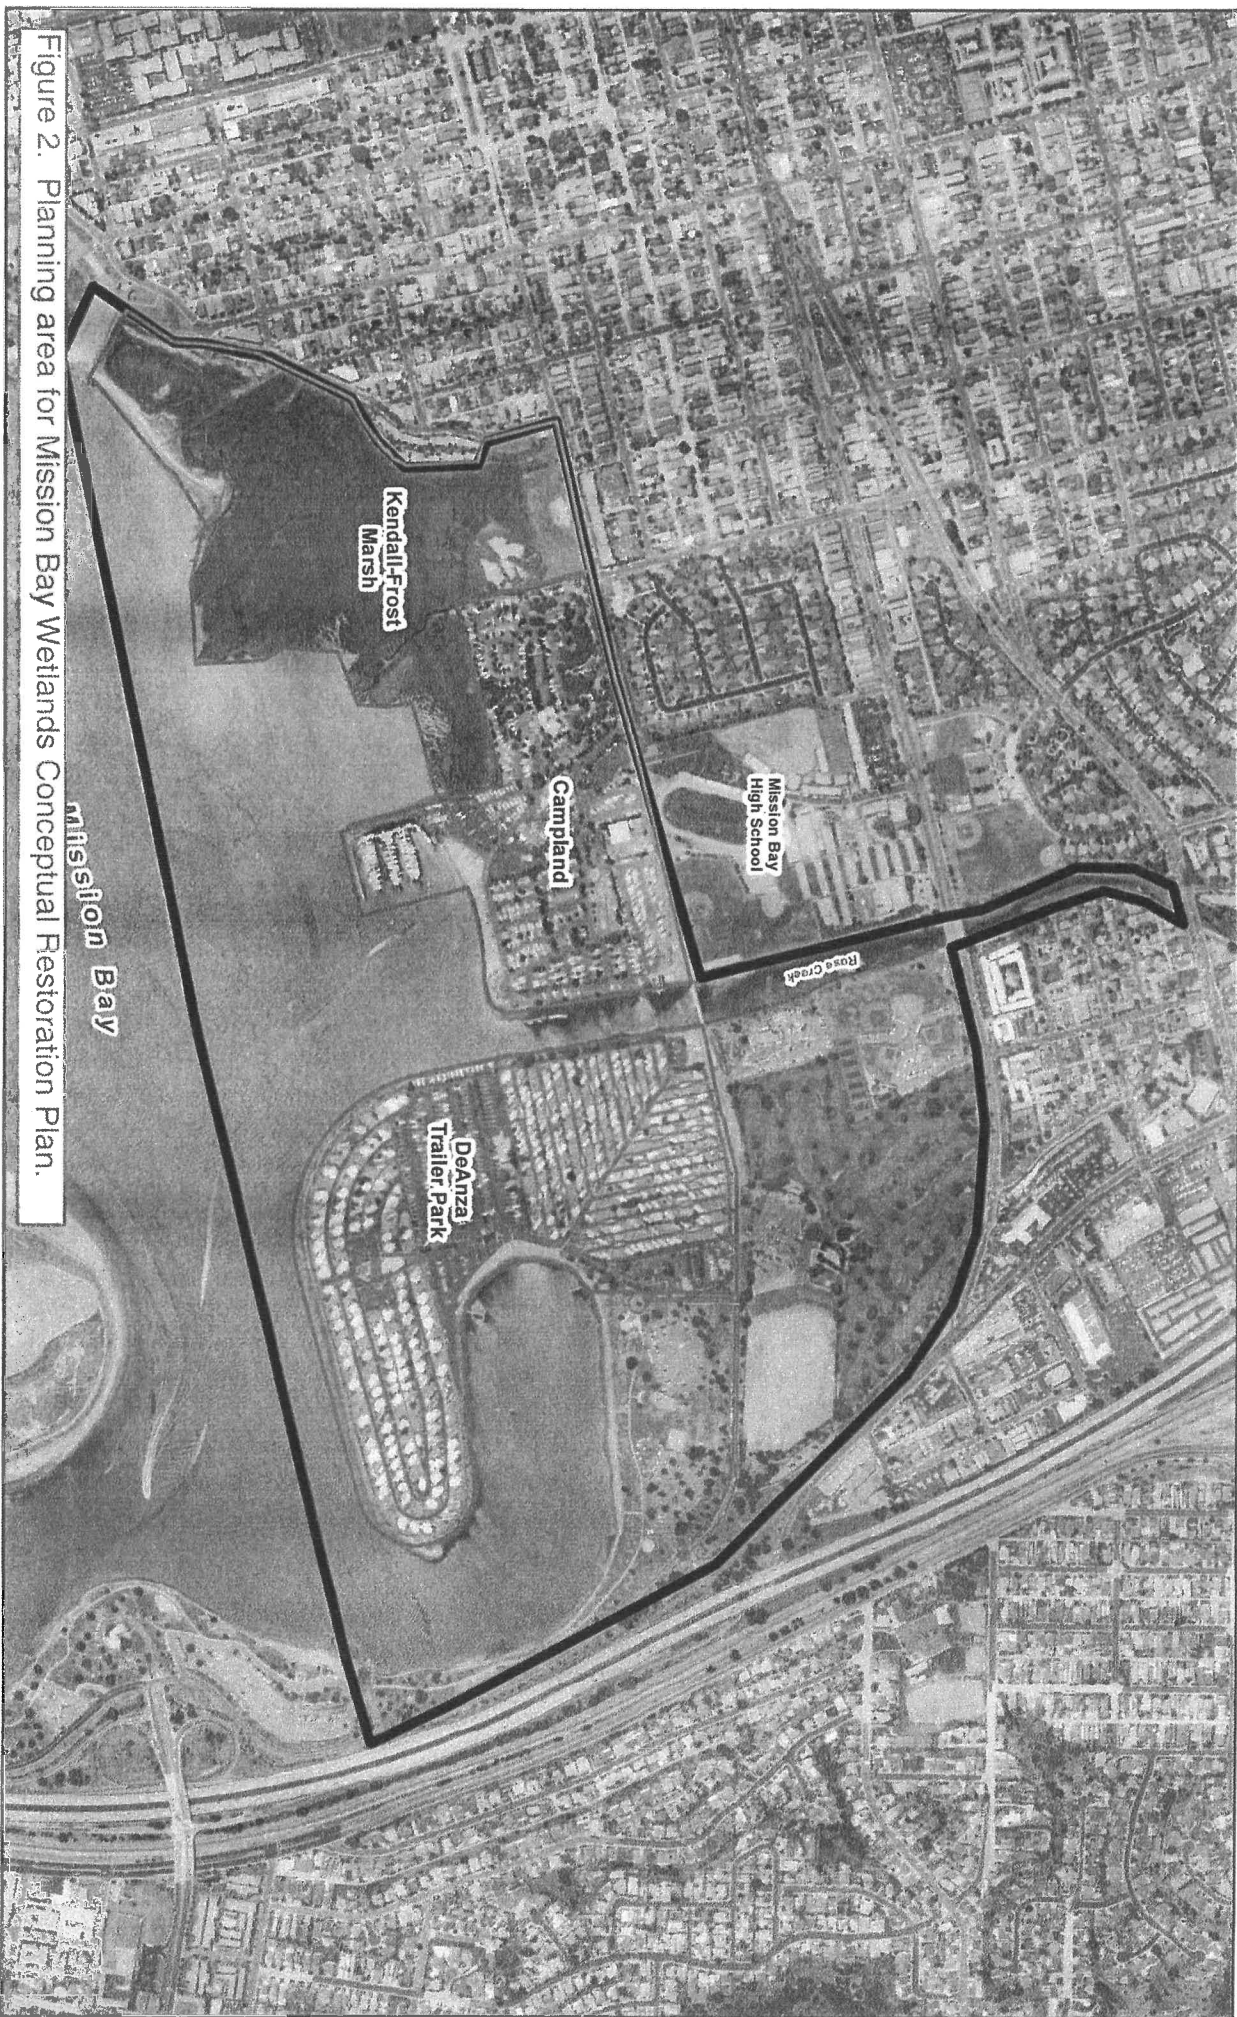 Mission Bay
High School
Rose Creek
Kendall-Frost
Marsh
Campland
DeAnza
Trailer Park
Mission Bay
Figure 2. Planning area for Mission Bay Wetlands Conceptual Restoration Plan.